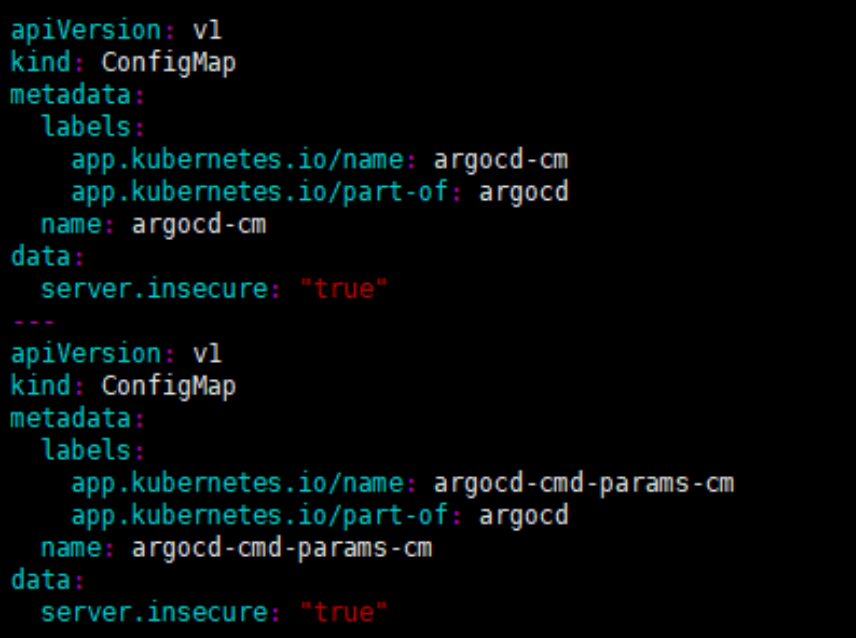 apiVersion: v1
kind: ConfigMap
metadata:
  labels:
    app.kubernetes.io/name: argocd-cm
    app.kubernetes.io/part-of: argocd
  name: argocd-cm
data:
  server.insecure: "true"
---
apiVersion: v1
kind: ConfigMap
metadata:
  labels:
    app.kubernetes.io/name: argocd-cmd-params-cm
    app.kubernetes.io/part-of: argocd
  name: argocd-cmd-params-cm
data:
  server.insecure: "true"